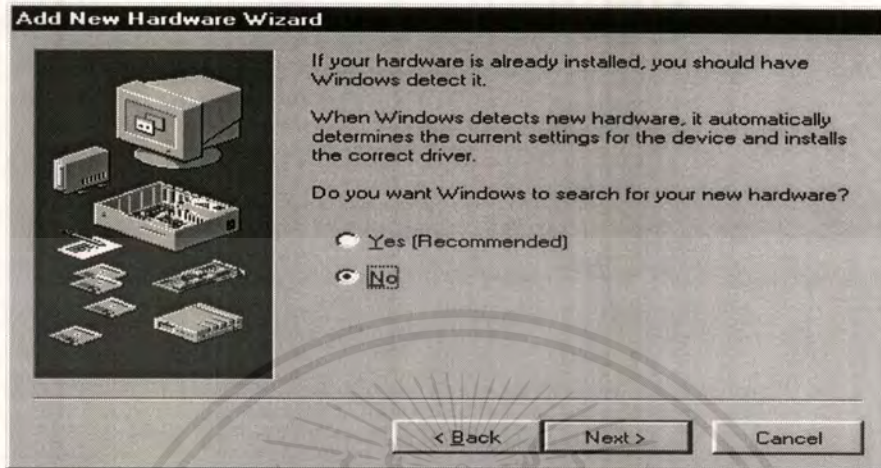 Add New Hardware Wizard
If your hardware is already installed, you should have
Windows detect it.
When Windows detects new hardware, it automatically
determines the current settings for the device and installs
the correct driver.
Do you want Windows to search for your new hardware?
Yes (Recommended)
No
< Back
Next >
Cancel